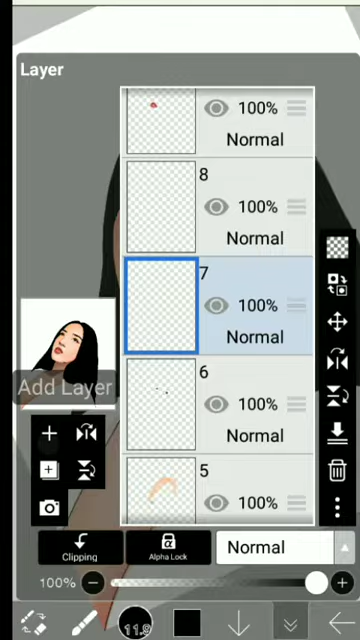 Layer
100%
Normal
8
100%
Normal
7
100%
Normal
6
100%
Normal
5
100%
Add Layer
Clipping
α
Alpha Lock
Normal
100%
11.9